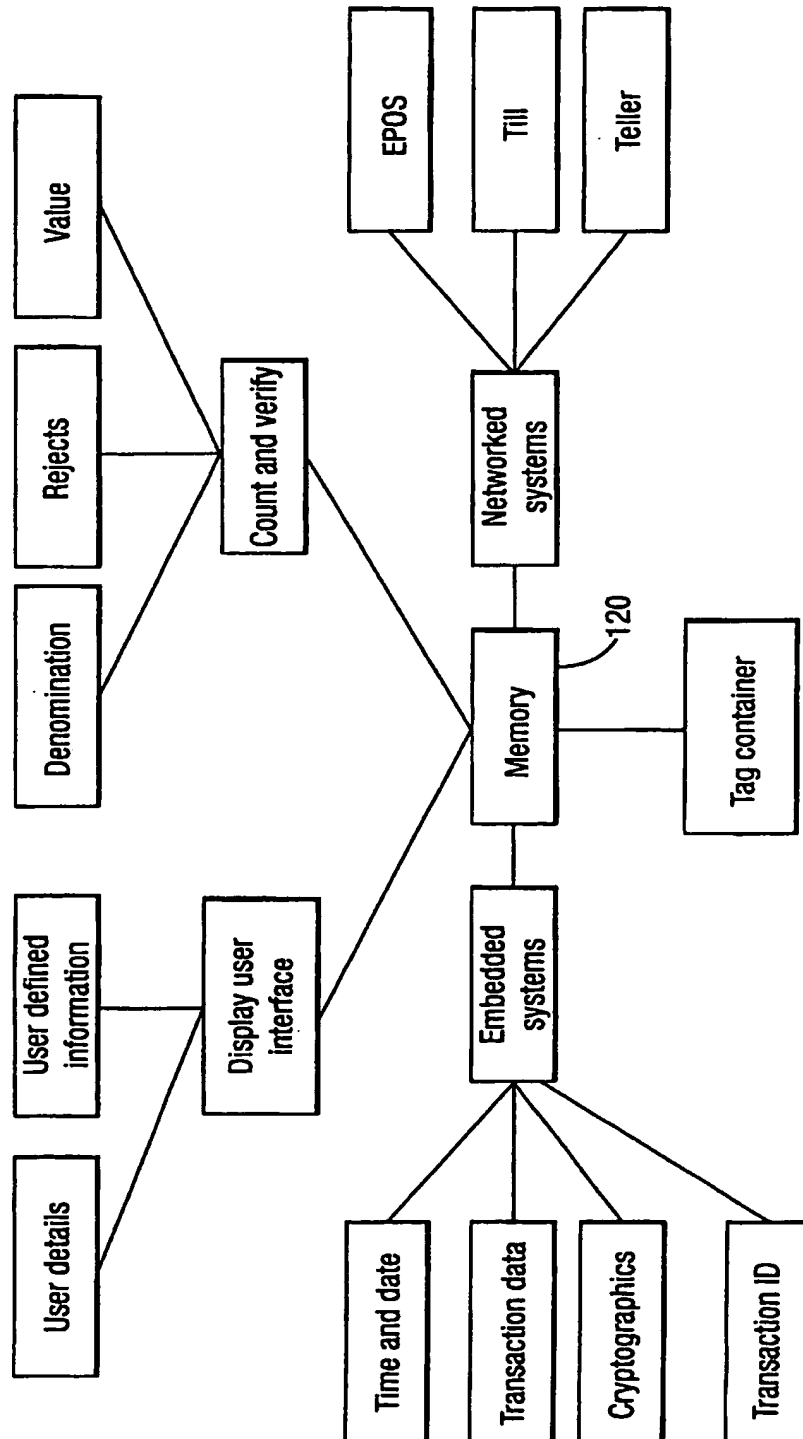 User details
User defined
information
Denomination
Rejects
Value
Display user
interface
Count and verify
Time and date
Transaction data
Cryptographics
Transaction ID
Embedded
systems
Memory
120
Networked
systems
EPOS
Till
Teller
Tag container